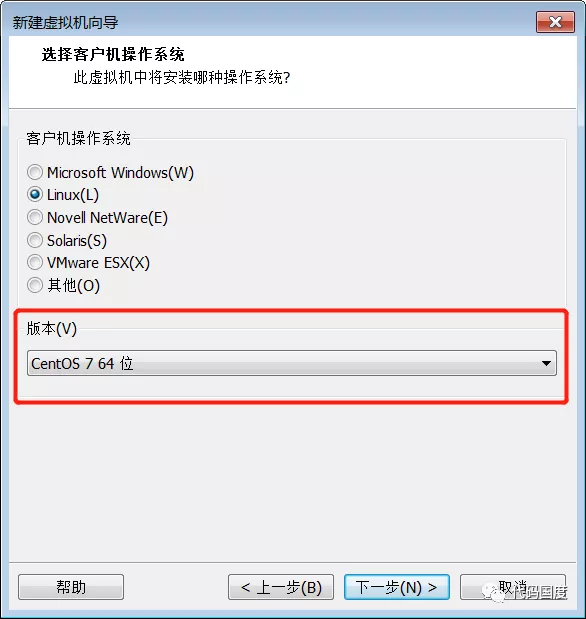 新建虚拟机向导
选择客户机操作系统
此虚拟机中将安装哪种操作系统?
客户机操作系统
Microsoft Windows(W)
Linux(L)
Novell NetWare(E)
Solaris(S)
VMware ESX(X)
其他(O)
版本(V)
CentOS 7 64 位
帮助
< 上一步(B)
下一步(N) >
取消
代码国度